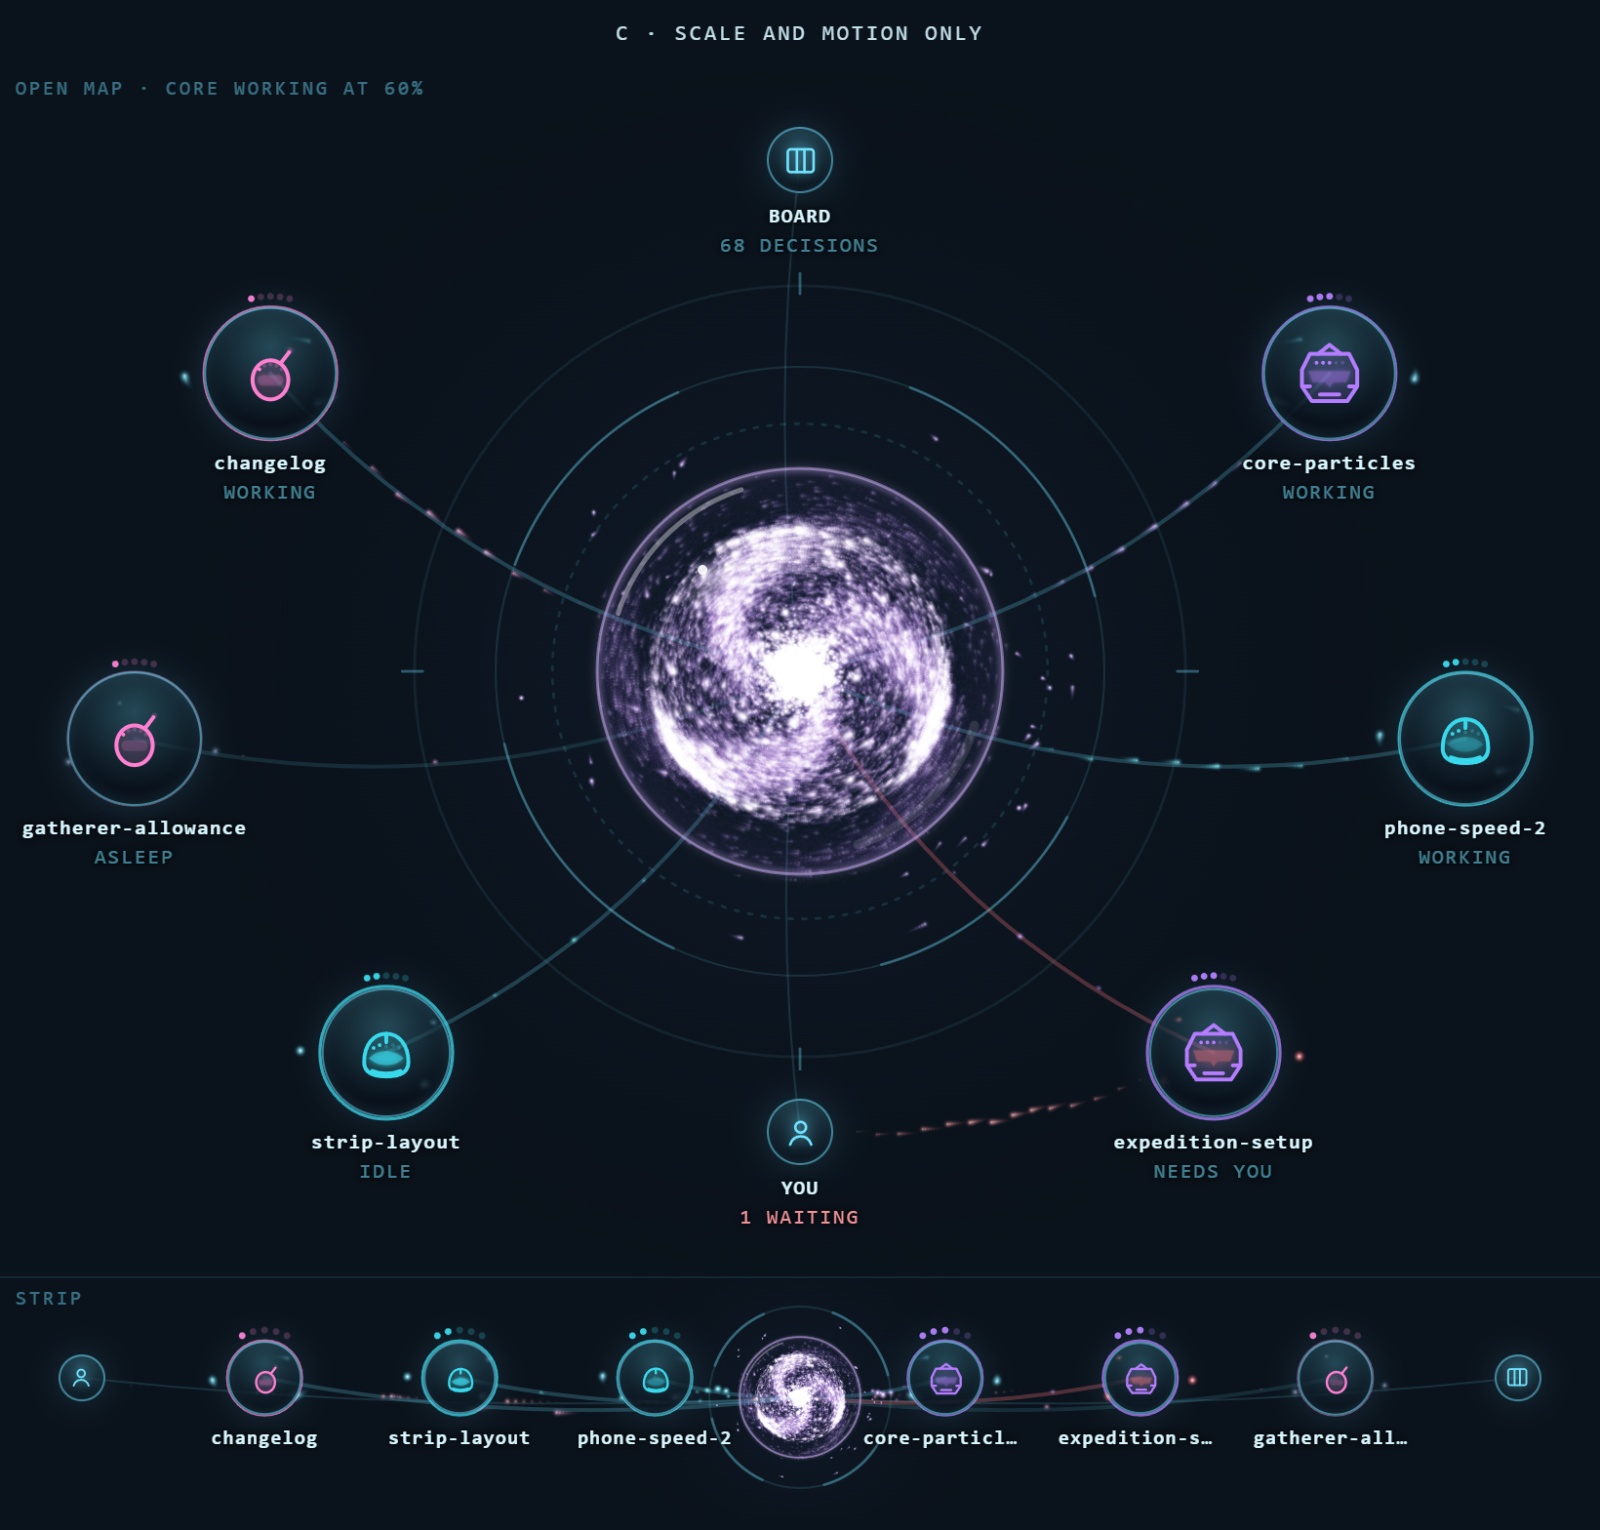 C · SCALE AND MOTION ONLY
OPEN MAP · CORE WORKING AT 60%
BOARD
68 DECISIONS
changelog
WORKING
core-particles
WORKING
gatherer-allowance
ASLEEP
phone-speed-2
WORKING
strip-layout
IDLE
expedition-setup
NEEDS YOU
YOU
1 WAITING
STRIP
changelog
strip-layout
phone-speed-2
core-particl…
expedition-s…
gatherer-all…